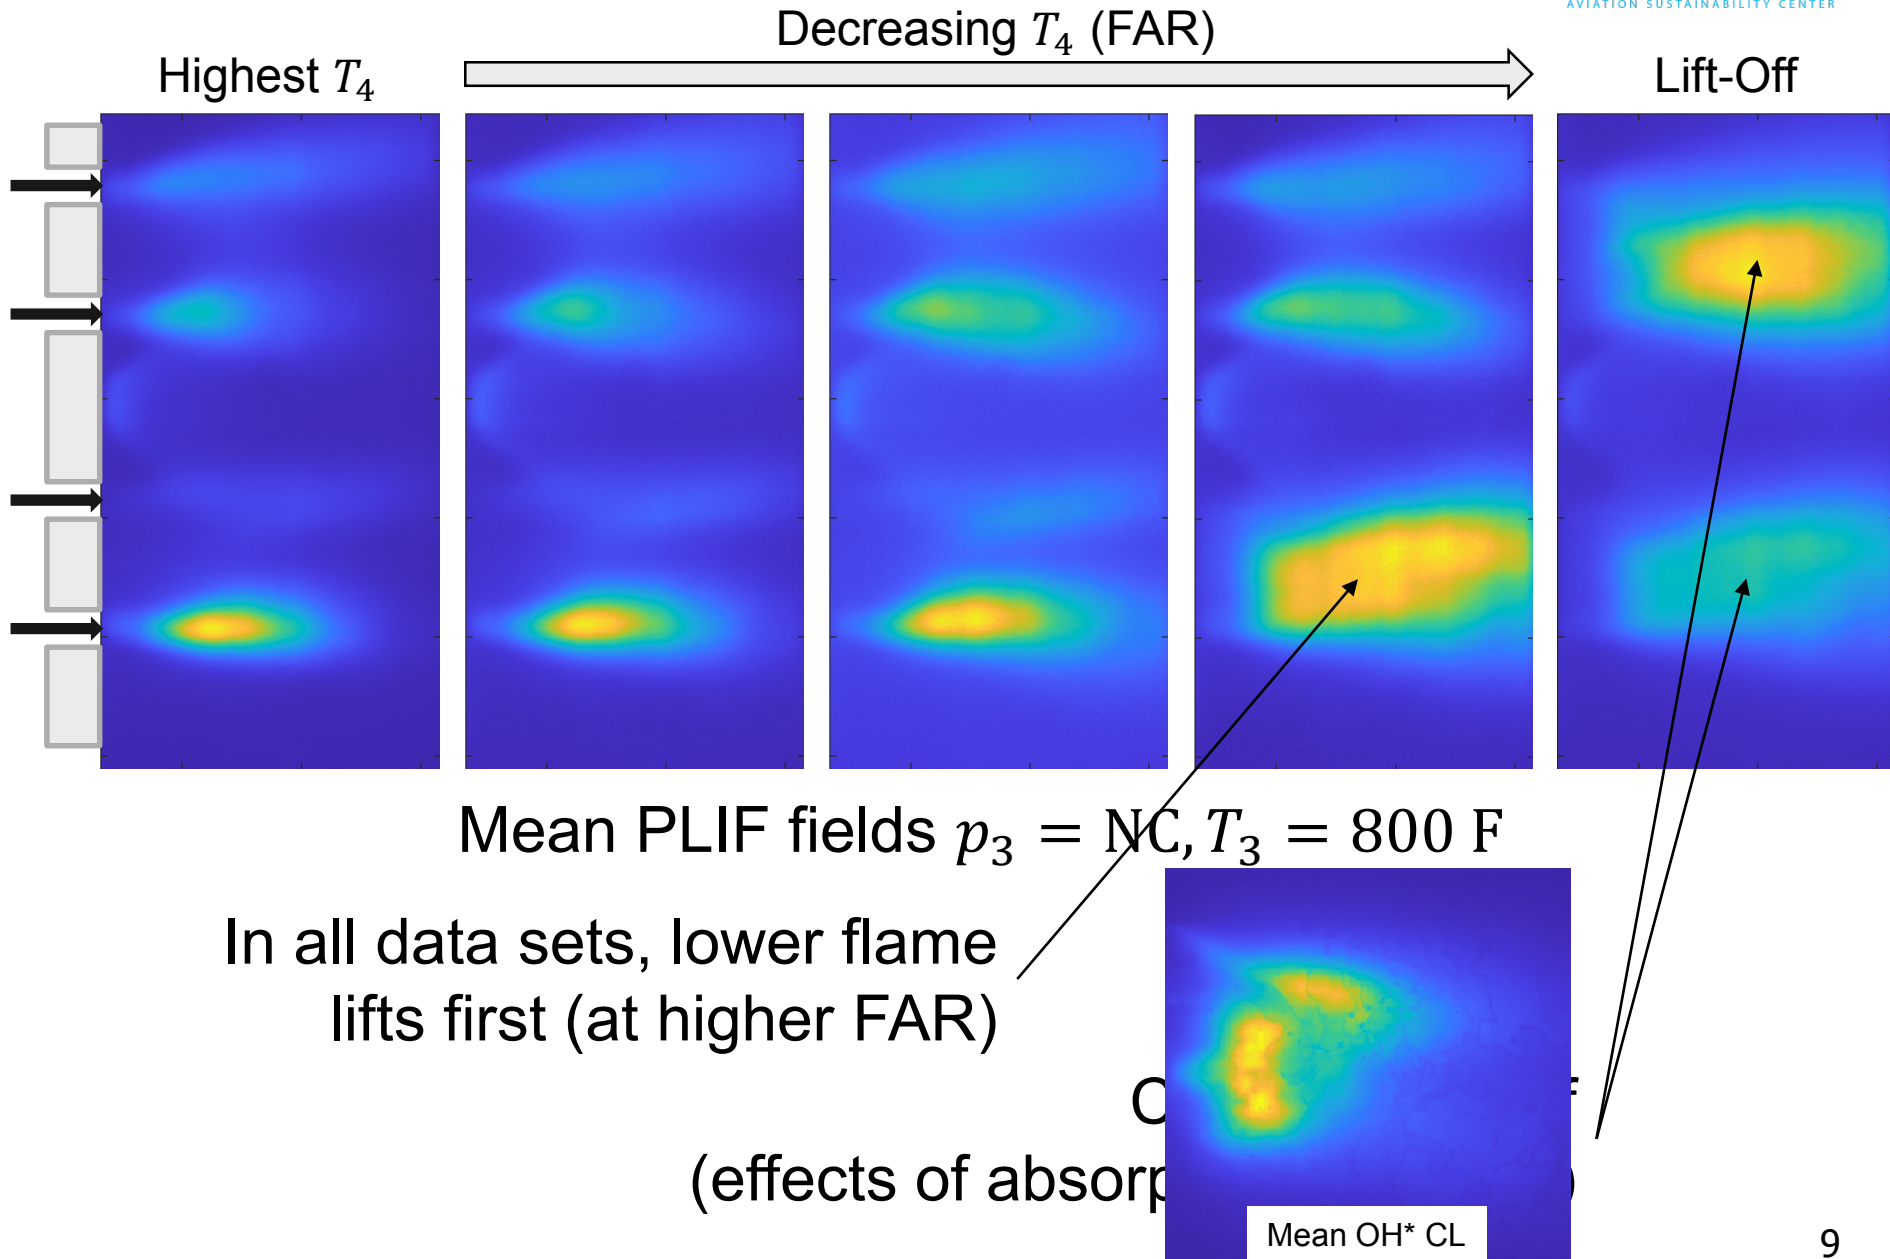 AVIATION SUSTAINABILITY CENTER
Decreasing T₄ (FAR)
Highest T₄
Lift-Off
Mean PLIF fields p₃ = NC, T₃ = 800 F
In all data sets, lower flame
lifts first (at higher FAR)
(effects of
Mean OH* CL
9